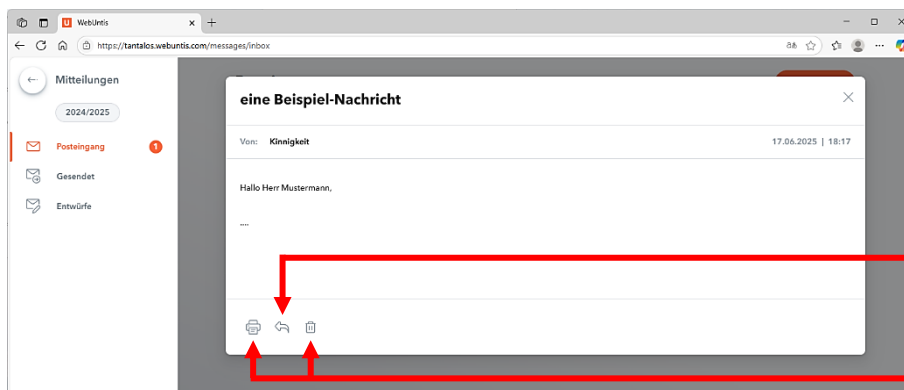 WebUntis
https://tantalos.webuntis.com/messages/inbox
Mitteilungen
2024/2025
Posteingang 1
Gesendet
Entwürfe
eine Beispiel-Nachricht
Von: Kinnigkeit 17.06.2025 | 18:17
Hallo Herr Mustermann,
....